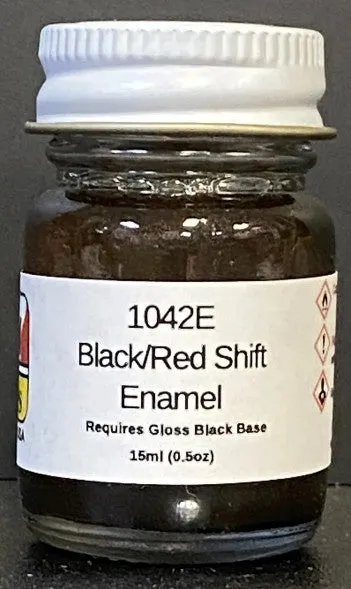 1042E
Black/Red Shift
Enamel
Requires Gloss Black Base
15ml (0.5oz)